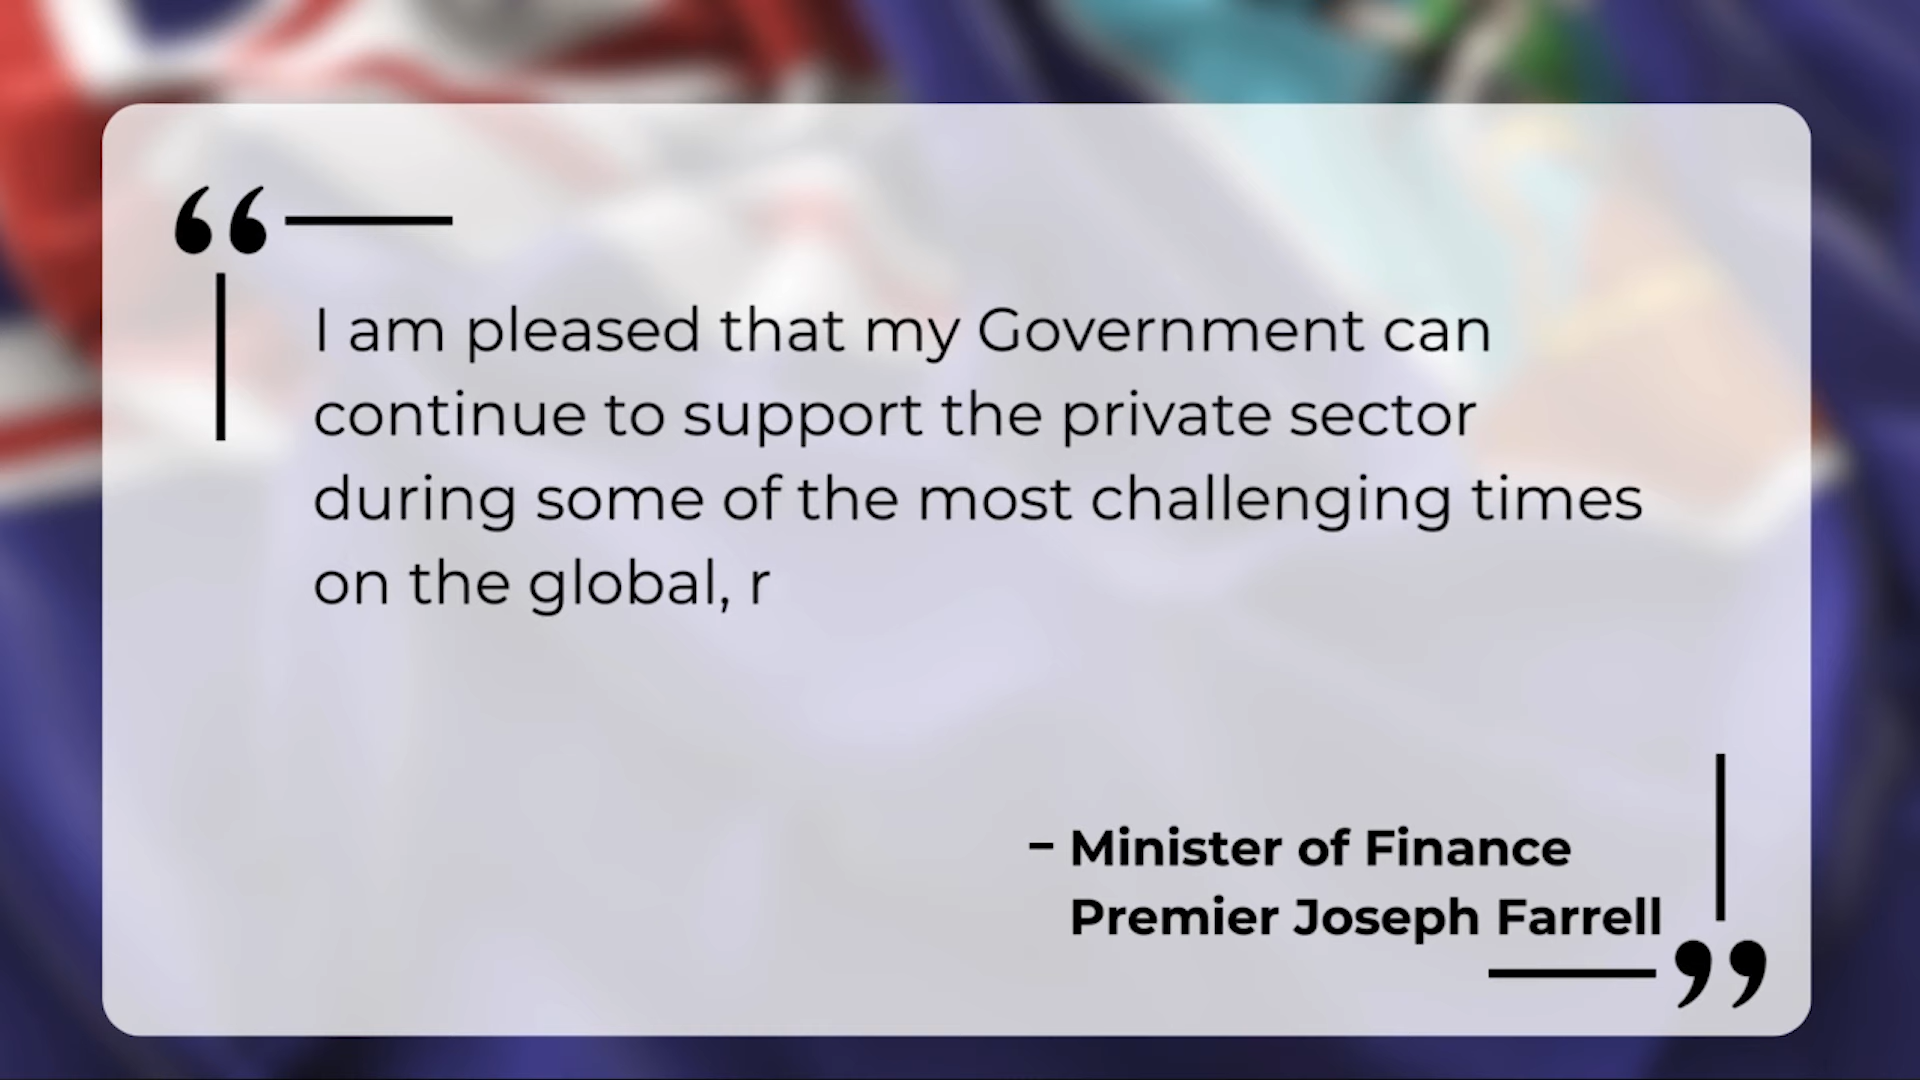 “
I am pleased that my Government can
continue to support the private sector
during some of the most challenging times
on the global, r
– Minister of Finance
Premier Joseph Farrell
”